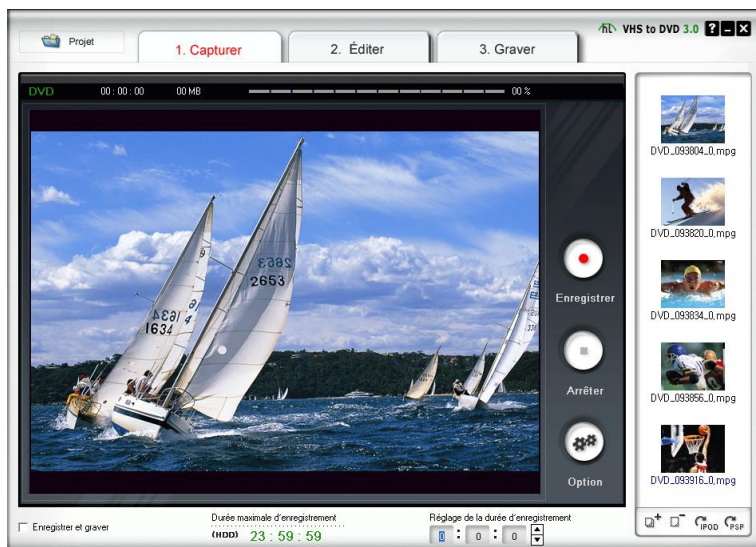 Projet
1. Capturer
2. Éditer
3. Graver
VHS to DVD 3.0
DVD 00 : 00 : 00 00 MB 00 %
2653
2653
1634
1634
Enregistrer
Arrêter
Option
DVD_093804_0.mpg
DVD_093820_0.mpg
DVD_093834_0.mpg
DVD_093856_0.mpg
DVD_093916_0.mpg
Enregistrer et graver
Durée maximale d'enregistrement
(HDD) 23 : 59 : 59
Réglage de la durée d'enregistrement
0 : 0 : 0
IPOD
PSP